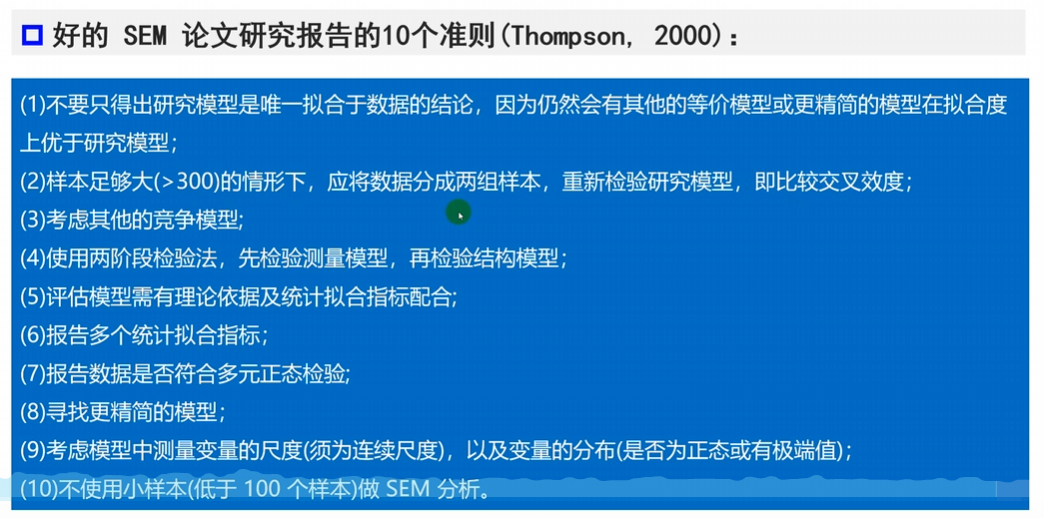 好的 SEM 论文研究报告的10个准则(Thompson, 2000)：
(1)不要只得出研究模型是唯一拟合于数据的结论，因为仍然会有其他的等价模型或更精简的模型在拟合度
上优于研究模型；
(2)样本足够大(>300)的情形下，应将数据分成两组样本，重新检验研究模型，即比较交叉效度；
(3)考虑其他的竞争模型;
(4)使用两阶段检验法，先检验测量模型，再检验结构模型；
(5)评估模型需有理论依据及统计拟合指标配合;
(6)报告多个统计拟合指标；
(7)报告数据是否符合多元正态检验;
(8)寻找更精简的模型；
(9)考虑模型中测量变量的尺度(须为连续尺度)，以及变量的分布(是否为正态或有极端值)；
(10)不使用小样本(低于 100 个样本)做 SEM 分析。